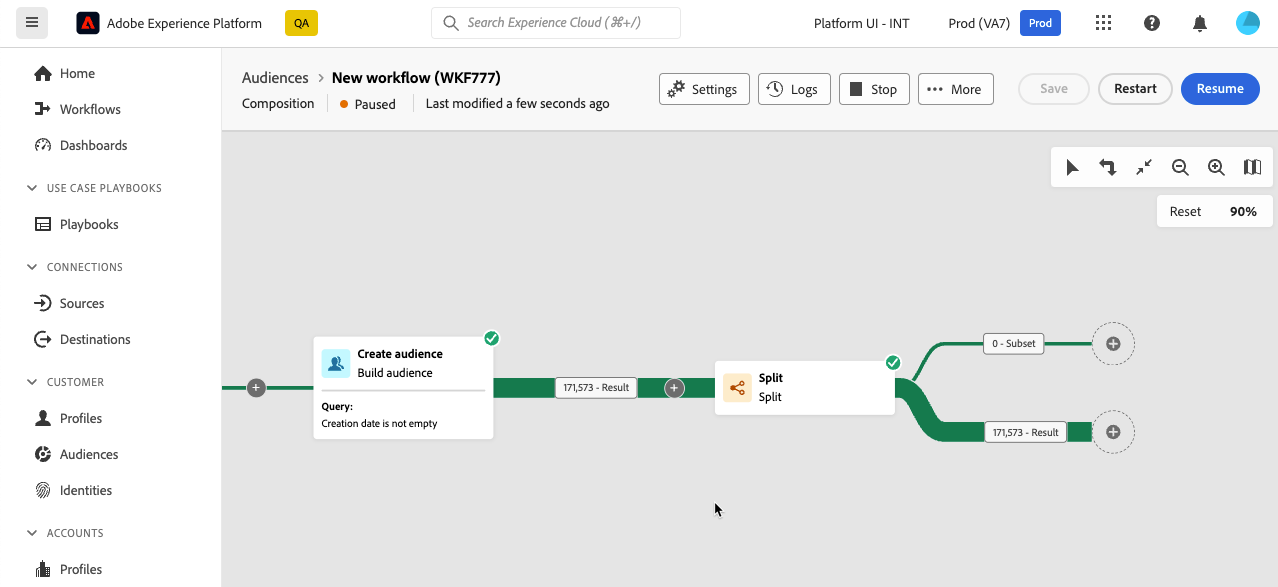 Adobe Experience Platform
QA
Search Experience Cloud (⌘+/)
Platform UI - INT
Prod (VA7)
Prod
Home
Workflows
Dashboards
USE CASE PLAYBOOKS
Playbooks
CONNECTIONS
Sources
Destinations
CUSTOMER
Profiles
Audiences
Identities
ACCOUNTS
Profiles
Audiences > New workflow (WKF777)
Composition
Paused
Last modified a few seconds ago
Settings
Logs
Stop
More
Save
Restart
Resume
Reset
90%
Create audience
Build audience
Query:
Creation date is not empty
171,573 - Result
Split
Split
0 - Subset
171,573 - Result